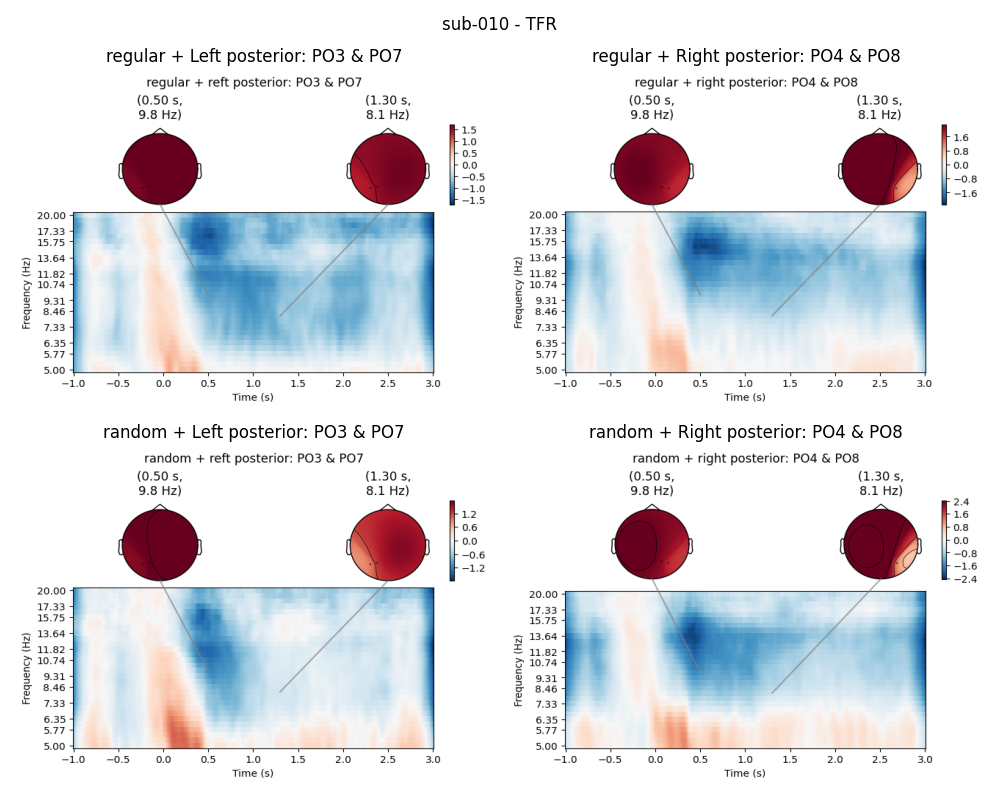 sub-010 - TFR
regular + Left posterior: PO3 & PO7
regular + reft posterior: PO3 & PO7
(0.50 s,
9.8 Hz)
(1.30 s,
8.1 Hz)
1.5
1.0
0.5
0.0
−0.5
−1.0
−1.5
Frequency (Hz)
20.00
17.33
15.75
13.64
11.82
10.74
9.31
8.46
7.33
6.35
5.77
5.00
−1.0 −0.5 0.0 0.5 1.0 1.5 2.0 2.5 3.0
Time (s)
regular + Right posterior: PO4 & PO8
regular + right posterior: PO4 & PO8
(0.50 s,
9.8 Hz)
(1.30 s,
8.1 Hz)
1.6
0.8
0.0
−0.8
−1.6
Frequency (Hz)
20.00
17.33
15.75
13.64
11.82
10.74
9.31
8.46
7.33
6.35
5.77
5.00
−1.0 −0.5 0.0 0.5 1.0 1.5 2.0 2.5 3.0
Time (s)
random + Left posterior: PO3 & PO7
random + reft posterior: PO3 & PO7
(0.50 s,
9.8 Hz)
(1.30 s,
8.1 Hz)
1.2
0.6
0.0
−0.6
−1.2
Frequency (Hz)
20.00
17.33
15.75
13.64
11.82
10.74
9.31
8.46
7.33
6.35
5.77
5.00
−1.0 −0.5 0.0 0.5 1.0 1.5 2.0 2.5 3.0
Time (s)
random + Right posterior: PO4 & PO8
random + right posterior: PO4 & PO8
(0.50 s,
9.8 Hz)
(1.30 s,
8.1 Hz)
2.4
1.6
0.8
0.0
−0.8
−1.6
−2.4
Frequency (Hz)
20.00
17.33
15.75
13.64
11.82
10.74
9.31
8.46
7.33
6.35
5.77
5.00
−1.0 −0.5 0.0 0.5 1.0 1.5 2.0 2.5 3.0
Time (s)